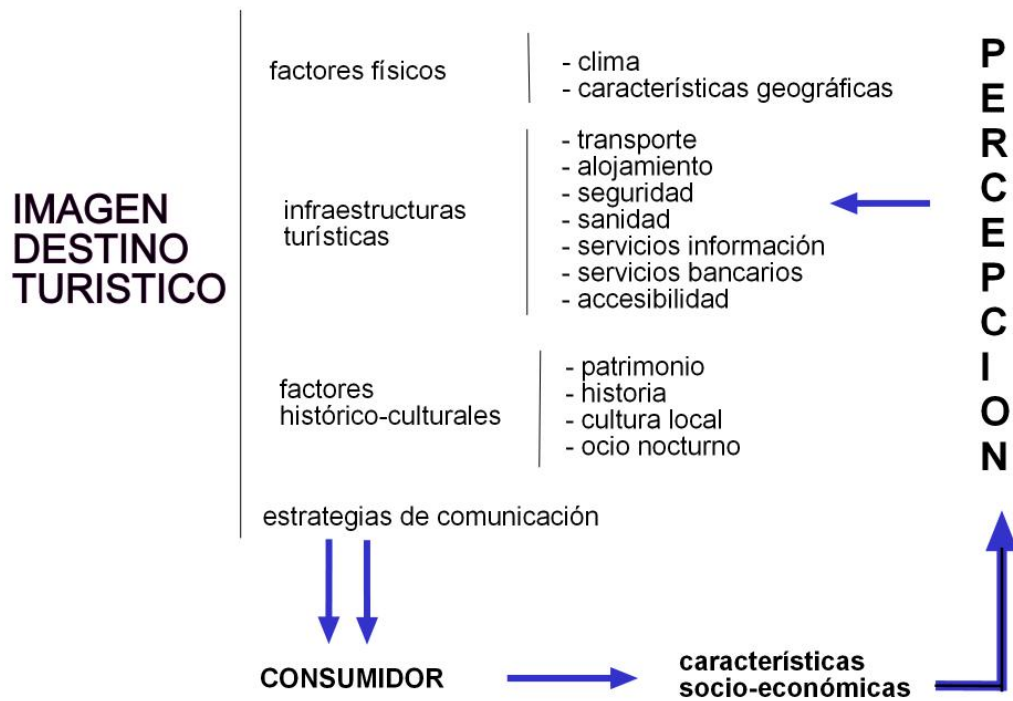 IMAGEN
DESTINO
TURISTICO
factores físicos
- clima
- características geográficas
infraestructuras
turísticas
- transporte
- alojamiento
- seguridad
- sanidad
- servicios información
- servicios bancarios
- accesibilidad
factores
histórico-culturales
- patrimonio
- historia
- cultura local
- ocio nocturno
estrategias de comunicación
CONSUMIDOR
características
socio-económicas
PERCEPCION